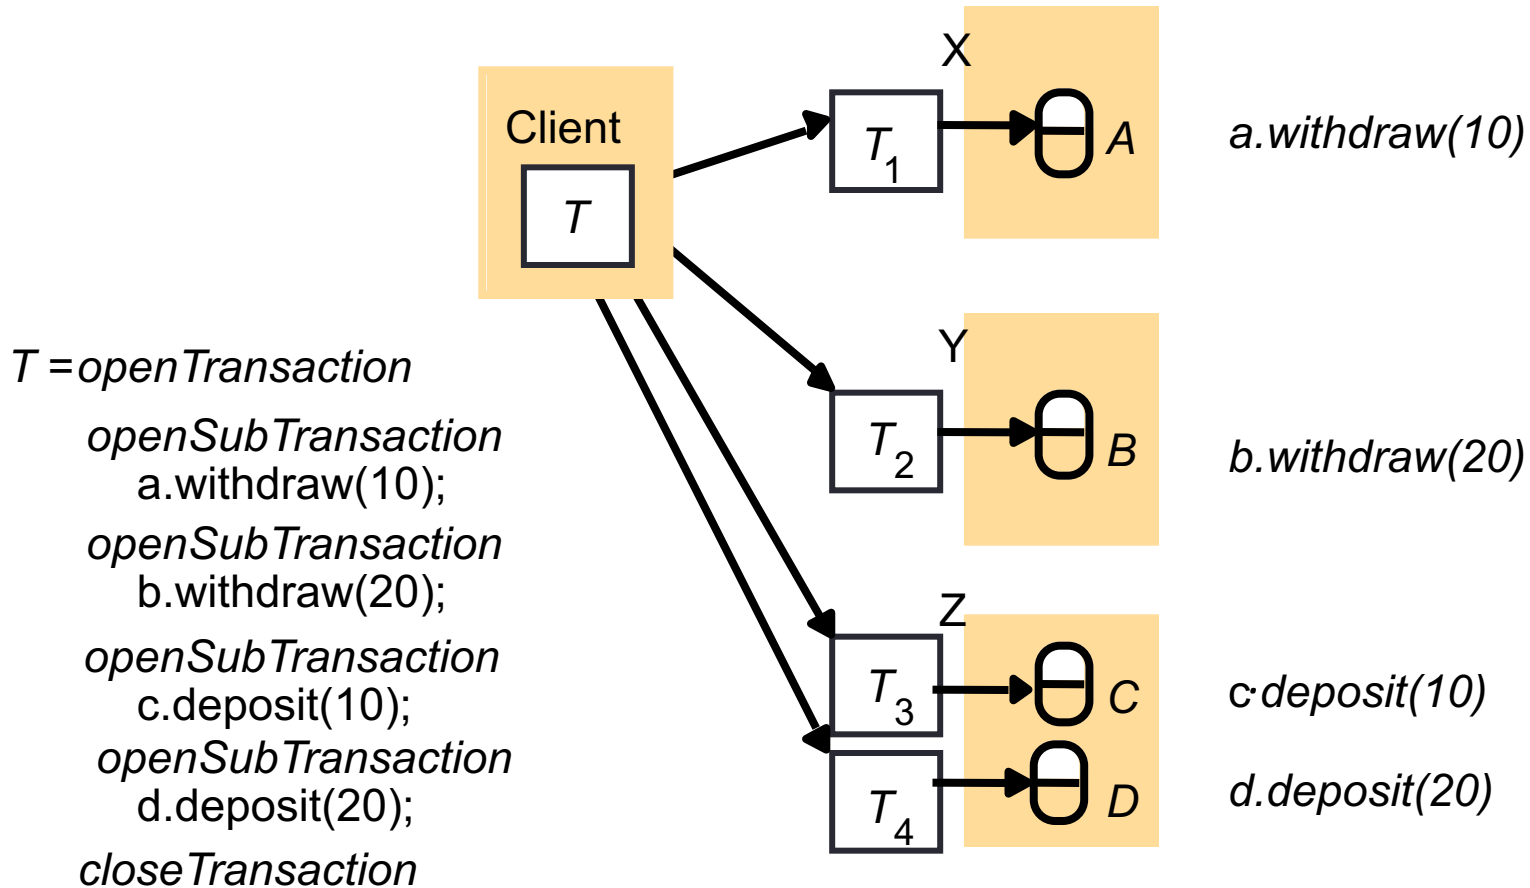 Client
T
T = openTransaction
openSubTransaction
a.withdraw(10);
openSubTransaction
b.withdraw(20);
openSubTransaction
c.deposit(10);
openSubTransaction
d.deposit(20);
closeTransaction
X
T1
A
a.withdraw(10)
Y
T2
B
b.withdraw(20)
Z
T3
C
c.deposit(10)
T4
D
d.deposit(20)